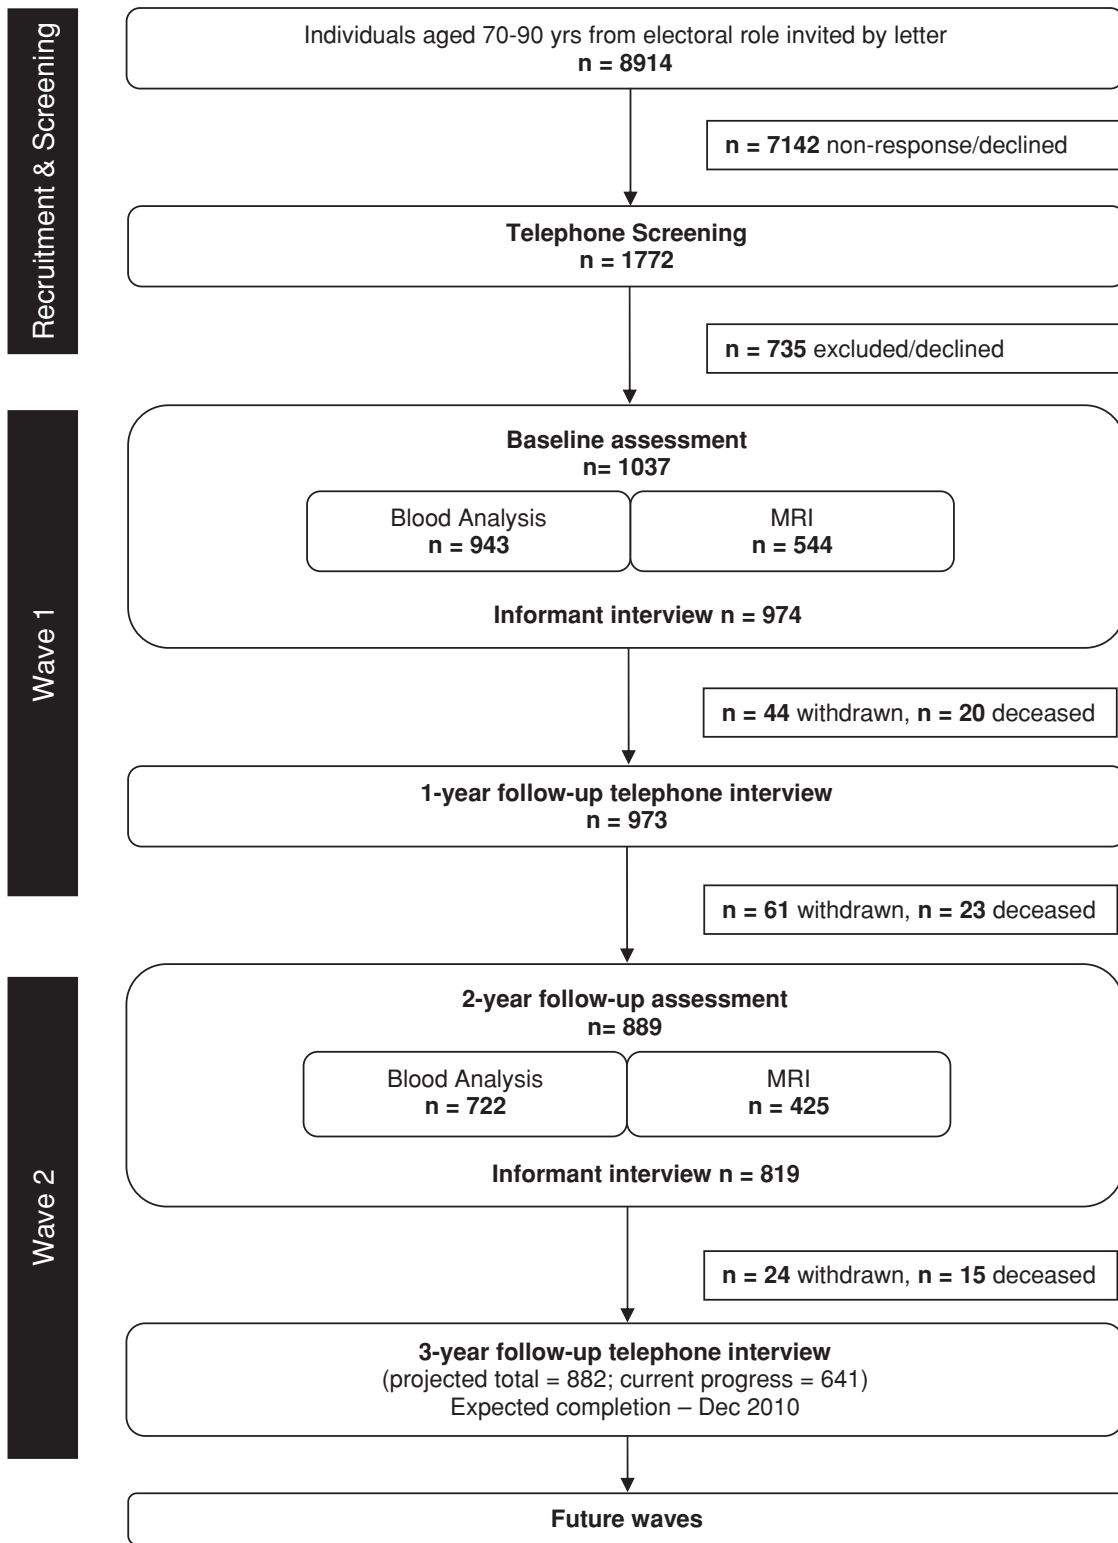 Recruitment & Screening
Individuals aged 70-90 yrs from electoral role invited by letter
n = 8914
n = 7142 non-response/declined
Telephone Screening
n = 1772
n = 735 excluded/declined
Wave 1
Baseline assessment
n= 1037
Blood Analysis
n = 943
MRI
n = 544
Informant interview n = 974
n = 44 withdrawn, n = 20 deceased
1-year follow-up telephone interview
n = 973
n = 61 withdrawn, n = 23 deceased
Wave 2
2-year follow-up assessment
n= 889
Blood Analysis
n = 722
MRI
n = 425
Informant interview n = 819
n = 24 withdrawn, n = 15 deceased
3-year follow-up telephone interview
(projected total = 882; current progress = 641)
Expected completion – Dec 2010
Future waves